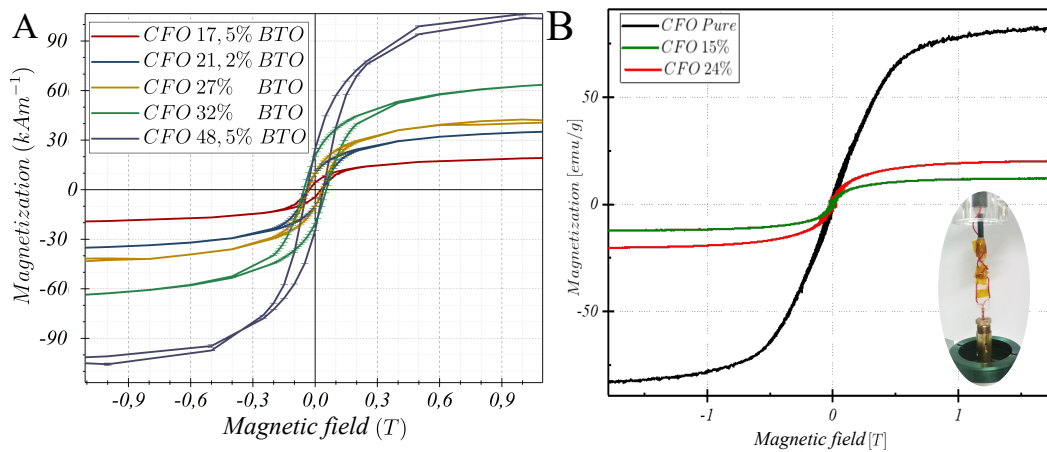 A
CFO 17,5% BTO
CFO 21,2% BTO
CFO 27% BTO
CFO 32% BTO
CFO 48,5% BTO
Magnetization (kAm⁻¹)
90
60
30
0
-30
-60
-90
-0,9
-0,6
-0,3
0,0
0,3
0,6
0,9
Magnetic field (T)
B
CFO Pure
CFO 15%
CFO 24%
Magnetization [emu/g]
50
0
-50
-1
0
1
Magnetic field [T]